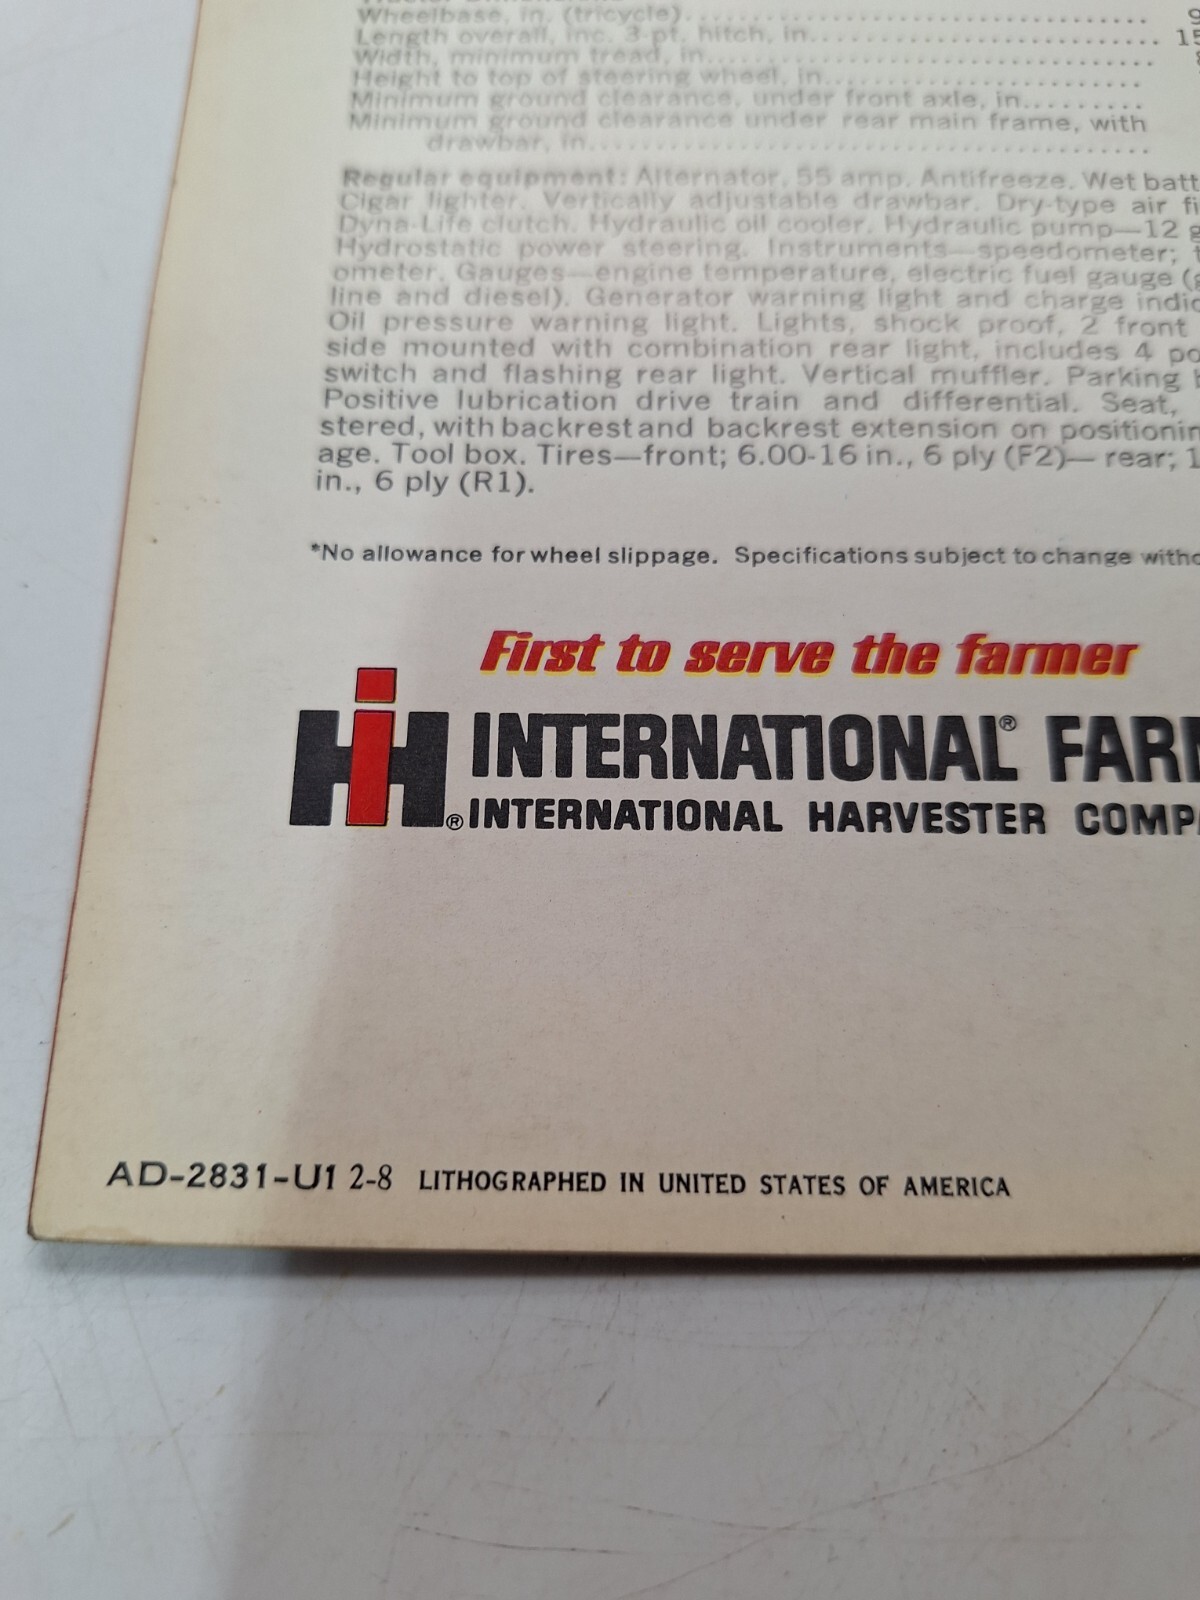 Wheelbase, in. (tricycle)
Length overall, inc. 3-pt. hitch, in.
Width, minimum tread, in.
Height to top of steering wheel, in.
Minimum ground clearance, under front axle, in.
Minimum ground clearance under rear main frame, with
drawbar, in.
Regular equipment: Alternator, 55 amp. Antifreeze. Wet batt
Cigar lighter. Vertically adjustable drawbar. Dry-type air fi
Dyna-Life clutch. Hydraulic oil cooler. Hydraulic pump—12 g
Hydrostatic power steering. Instruments—speedometer; t
ometer. Gauges—engine temperature, electric fuel gauge (g
line and diesel). Generator warning light and charge indic
Oil pressure warning light. Lights, shock proof, 2 front
side mounted with combination rear light, includes 4 po
switch and flashing rear light. Vertical muffler. Parking b
Positive lubrication drive train and differential. Seat,
stered, with backrest and backrest extension on positionin
age. Tool box. Tires—front; 6.00-16 in., 6 ply (F2)— rear; 1
in., 6 ply (R1).
*No allowance for wheel slippage. Specifications subject to change witho
First to serve the farmer
IH® INTERNATIONAL® FARM
INTERNATIONAL HARVESTER COMPA
AD-2831-U1 2-8 LITHOGRAPHED IN UNITED STATES OF AMERICA